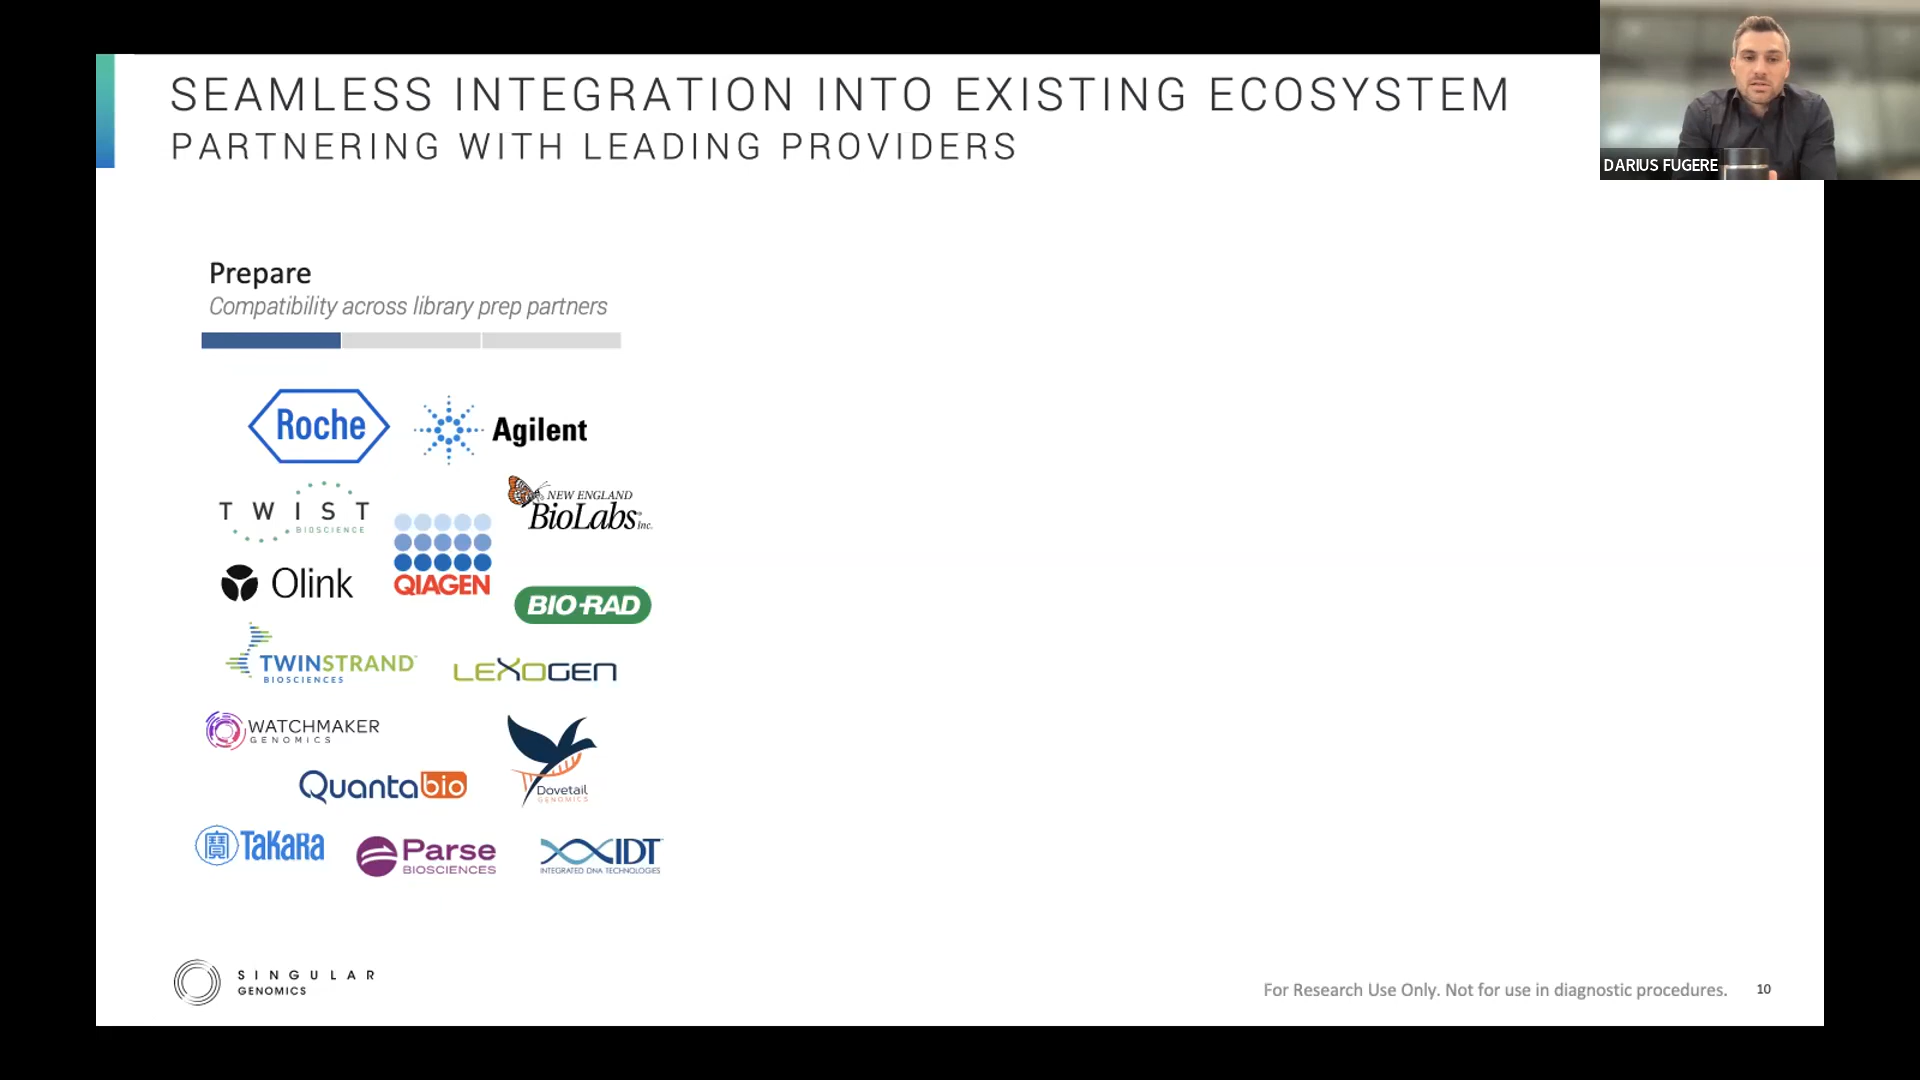 SEAMLESS INTEGRATION INTO EXISTING ECOSYSTEM
PARTNERING WITH LEADING PROVIDERS
DARIUS FUGERE
Prepare
Compatibility across library prep partners
Roche
Agilent
TWIST
BIOSCIENCE
NEW ENGLAND
BioLabs Inc.
QIAGEN
Olink
BIO-RAD
TWINSTRAND
BIOSCIENCES
LEXOGEN
WATCHMAKER
GENOMICS
Quantabio
Dovetail
GENOMICS
寶 TaKaRa
Parse
BIOSCIENCES
IDT
INTEGRATED DNA TECHNOLOGIES
SINGULAR
GENOMICS
For Research Use Only. Not for use in diagnostic procedures. 10